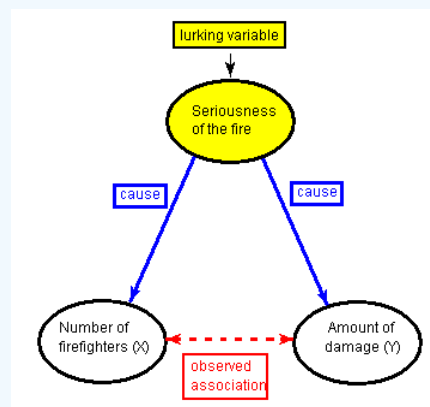 lurking variable
Seriousness
of the fire
cause
cause
Number of
firefighters (X)
Amount of
damage (Y)
observed
association